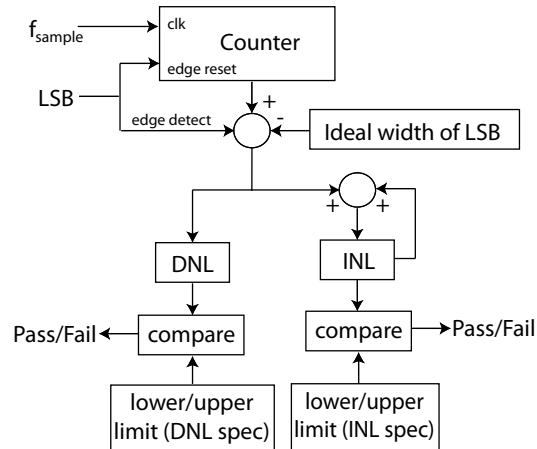 f_sample
clk
Counter
edge reset
LSB
edge detect
+
-
Ideal width of LSB
+
+
DNL
INL
Pass/Fail
compare
compare
Pass/Fail
lower/upper
limit (DNL spec)
lower/upper
limit (INL spec)